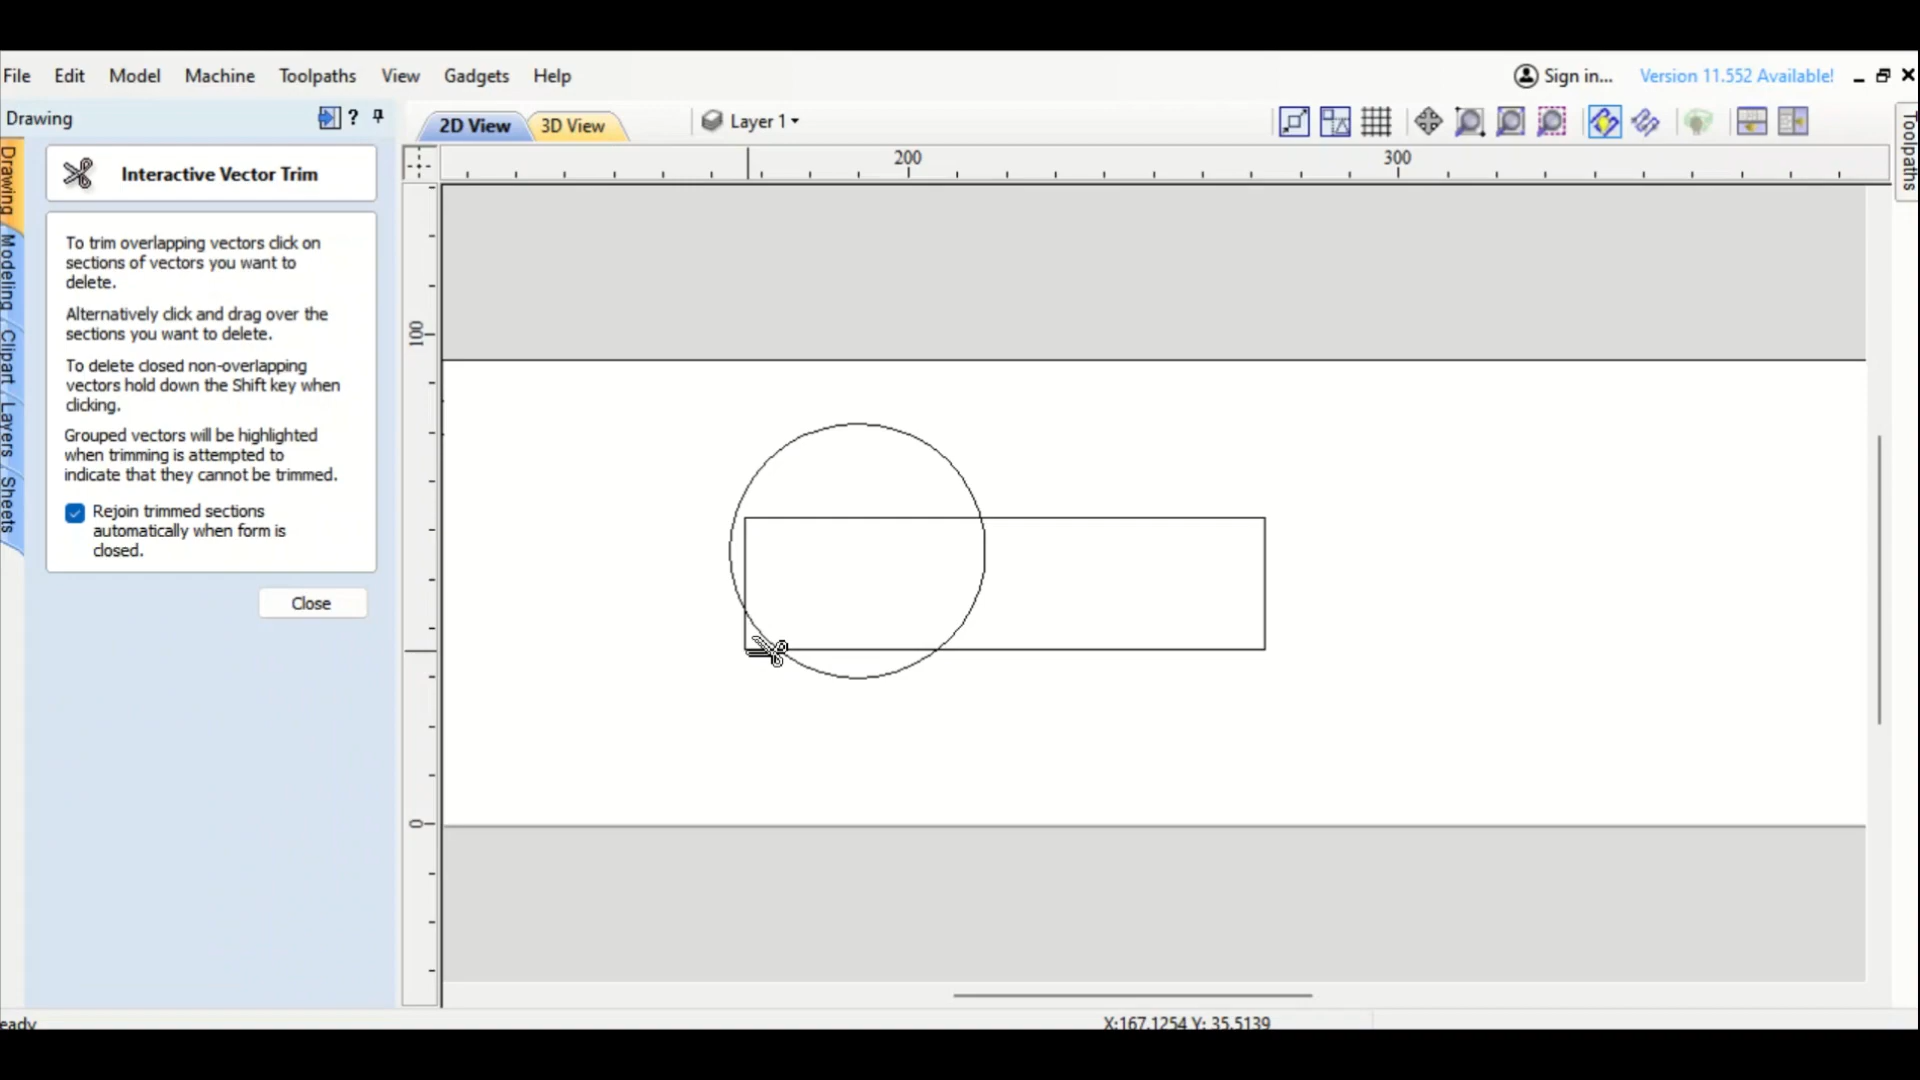 File Edit Model Machine Toolpaths View Gadgets Help Sign in... Version 11.552 Available!
Drawing ?
2D View 3D View Layer 1
Toolpaths
Drawing
Modeling
Clipart
Layers
Sheets
Interactive Vector Trim
To trim overlapping vectors click on
sections of vectors you want to
delete.
Alternatively click and drag over the
sections you want to delete.
To delete closed non-overlapping
vectors hold down the Shift key when
clicking.
Grouped vectors will be highlighted
when trimming is attempted to
indicate that they cannot be trimmed.
Rejoin trimmed sections
automatically when form is
closed.
Close
200 300
100
0
eady
X:167.1254 Y: 35.5139